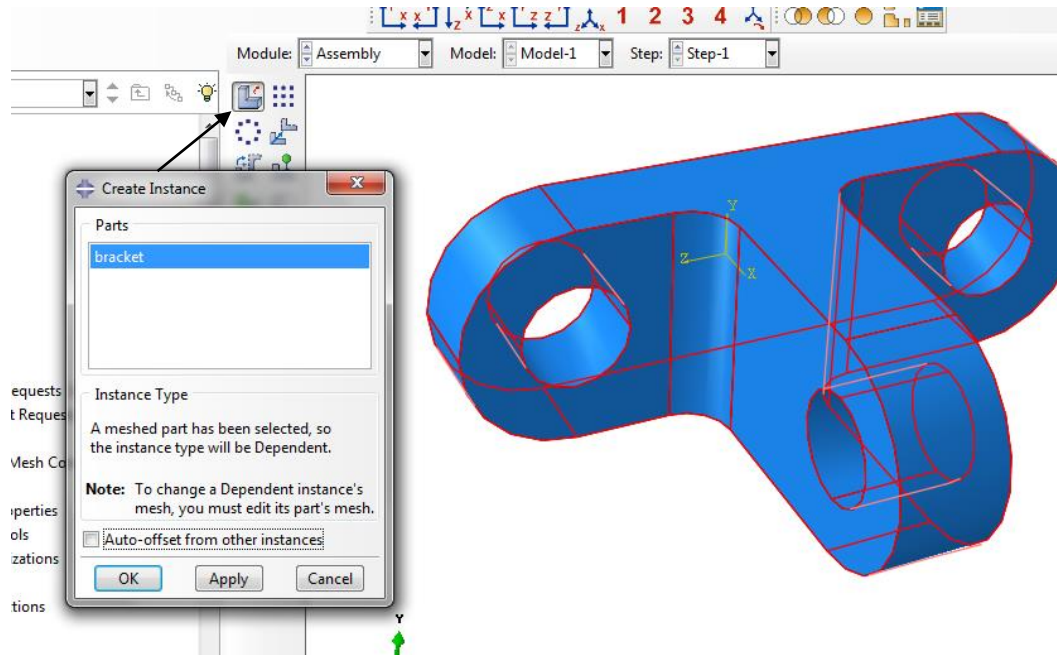 1 2 3 4
Module: Assembly Model: Model-1 Step: Step-1
Create Instance
Parts
bracket
Instance Type
A meshed part has been selected, so
the instance type will be Dependent.
Note: To change a Dependent instance's
mesh, you must edit its part's mesh.
Auto-offset from other instances
OK Apply Cancel
equests
t Reques
Mesh Co
perties
ols
izations
tions
Y
Z
X
Y